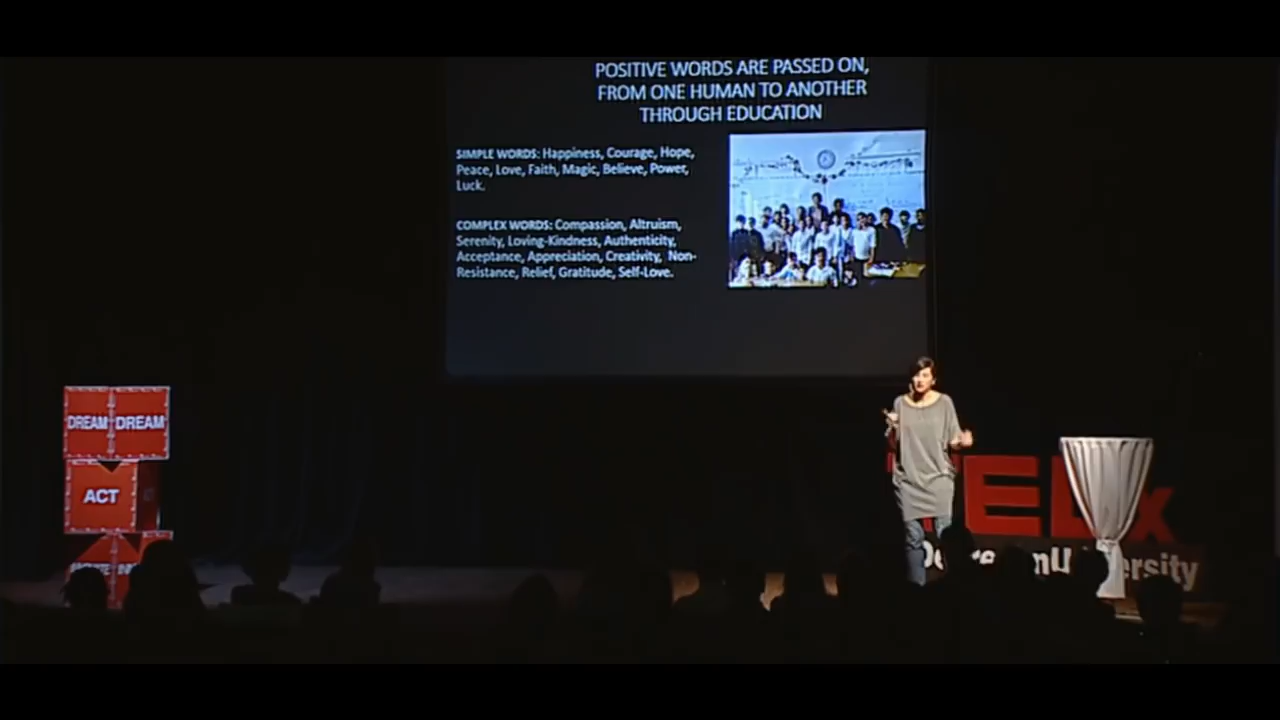 POSITIVE WORDS ARE PASSED ON,
FROM ONE HUMAN TO ANOTHER
THROUGH EDUCATION
SIMPLE WORDS: Happiness, Courage, Hope,
Peace, Love, Faith, Magic, Believe, Power,
Luck.
COMPLEX WORDS: Compassion, Altruism,
Serenity, Loving-Kindness, Authenticity,
Acceptance, Appreciation, Creativity, Non-
Resistance, Relief, Gratitude, Self-Love.
DREAM DREAM
ACT
TEDx